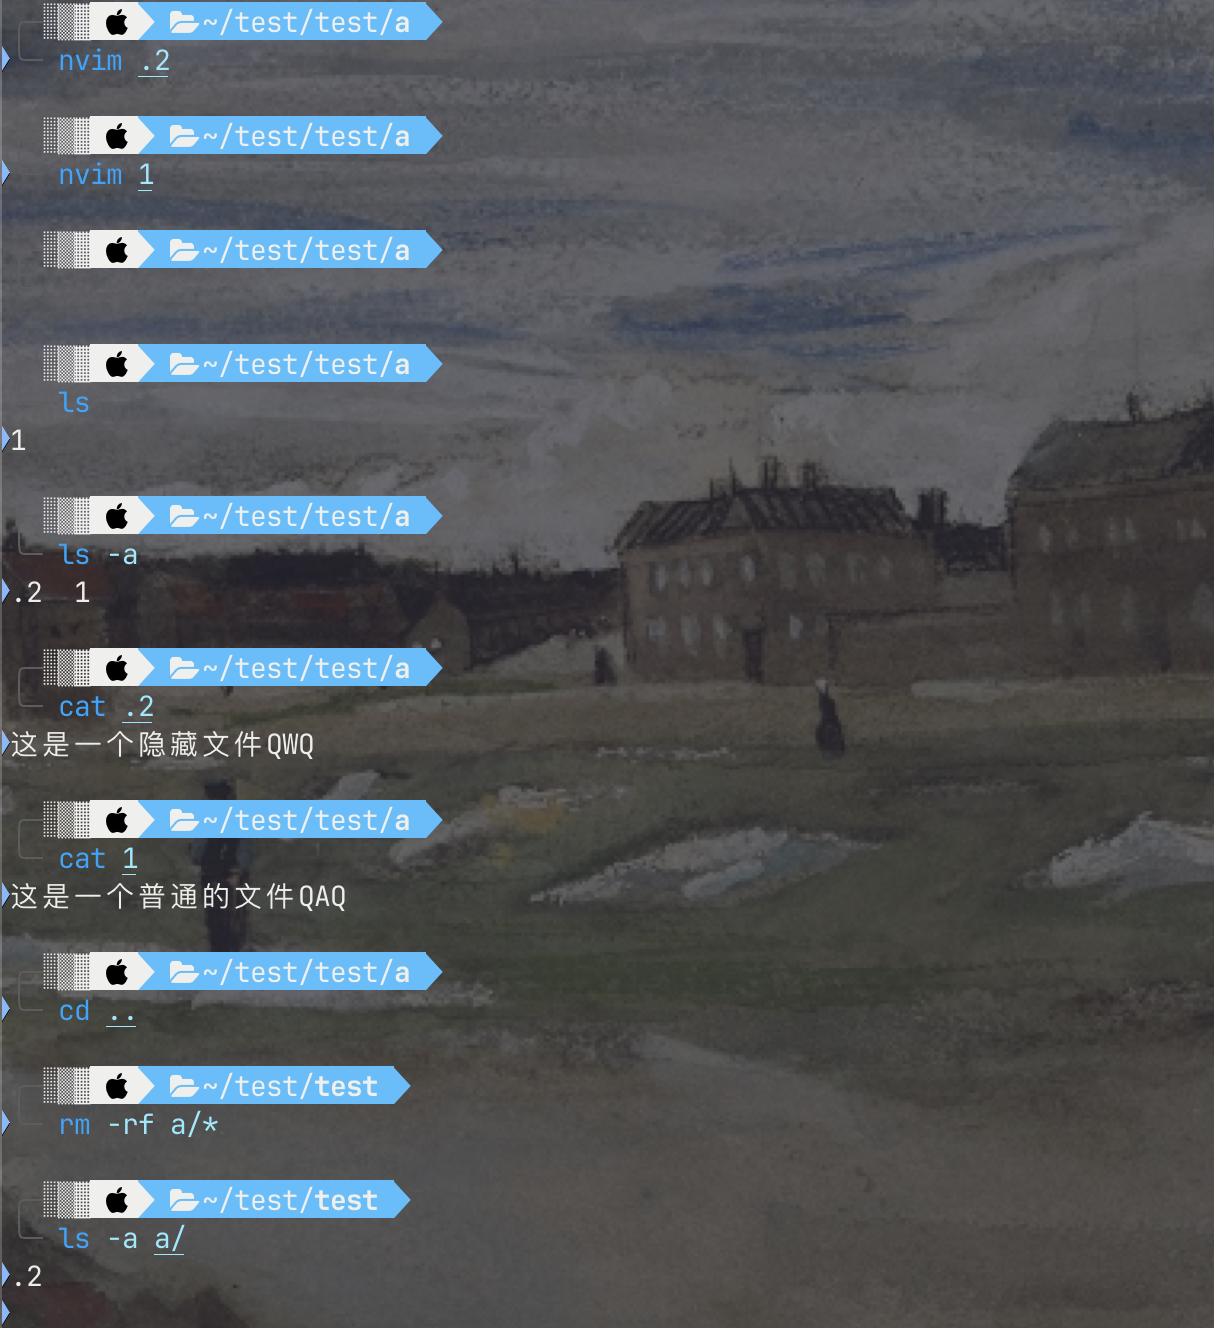 ~/test/test/a
nvim .2
~/test/test/a
nvim 1
~/test/test/a
~/test/test/a
ls
1
~/test/test/a
ls -a
.2  1
~/test/test/a
cat .2
这是一个隐藏文件QWQ
~/test/test/a
cat 1
这是一个普通的文件QAQ
~/test/test/a
cd ..
~/test/test
rm -rf a/*
~/test/test
ls -a a/
.2